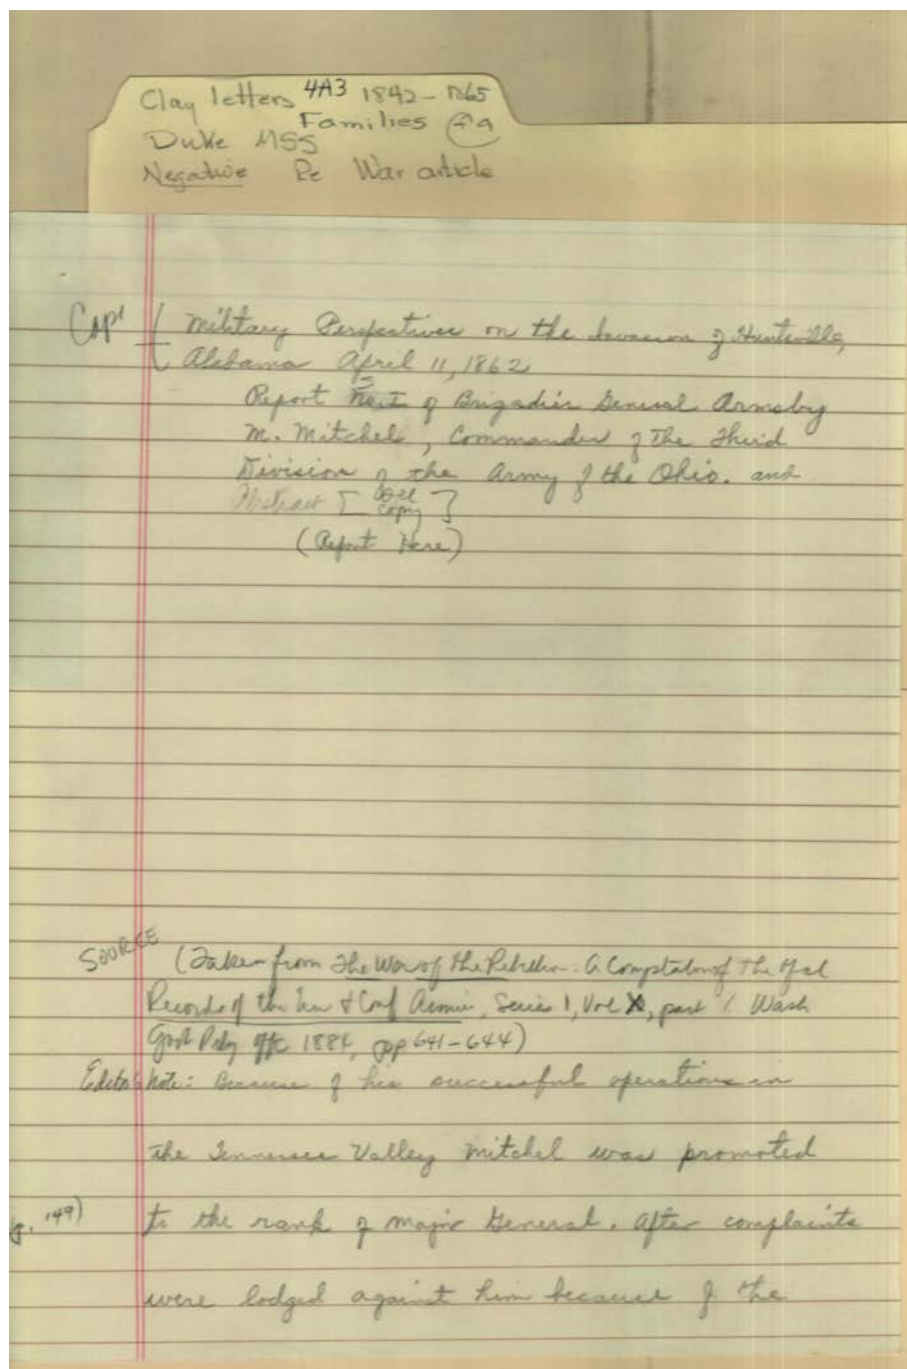 Clay letters 4A3 1842-1865
Families
Duke MSS
Negative Re War article
Cap'
Military Perspectives on the Invasion of Huntsville,
Alabama April 11, 1862
Report of Brigadier General Ormsby
M. Mitchel, Commander of The Third
Division of the Army of the Ohio. and
Abstract [ copy ]
(Report Here)
Source
(Taken from The War of the Rebellion: A Compilation of The
Records of the & Conf Armies, Series 1, Vol X, part 1. Wash
Govt Offc 1884, pp 641-644)
Editor's Note: Because of his successful operations in
the Tennessee Valley Mitchel was promoted
to the rank of major General. After complaints
were lodged against him because of the